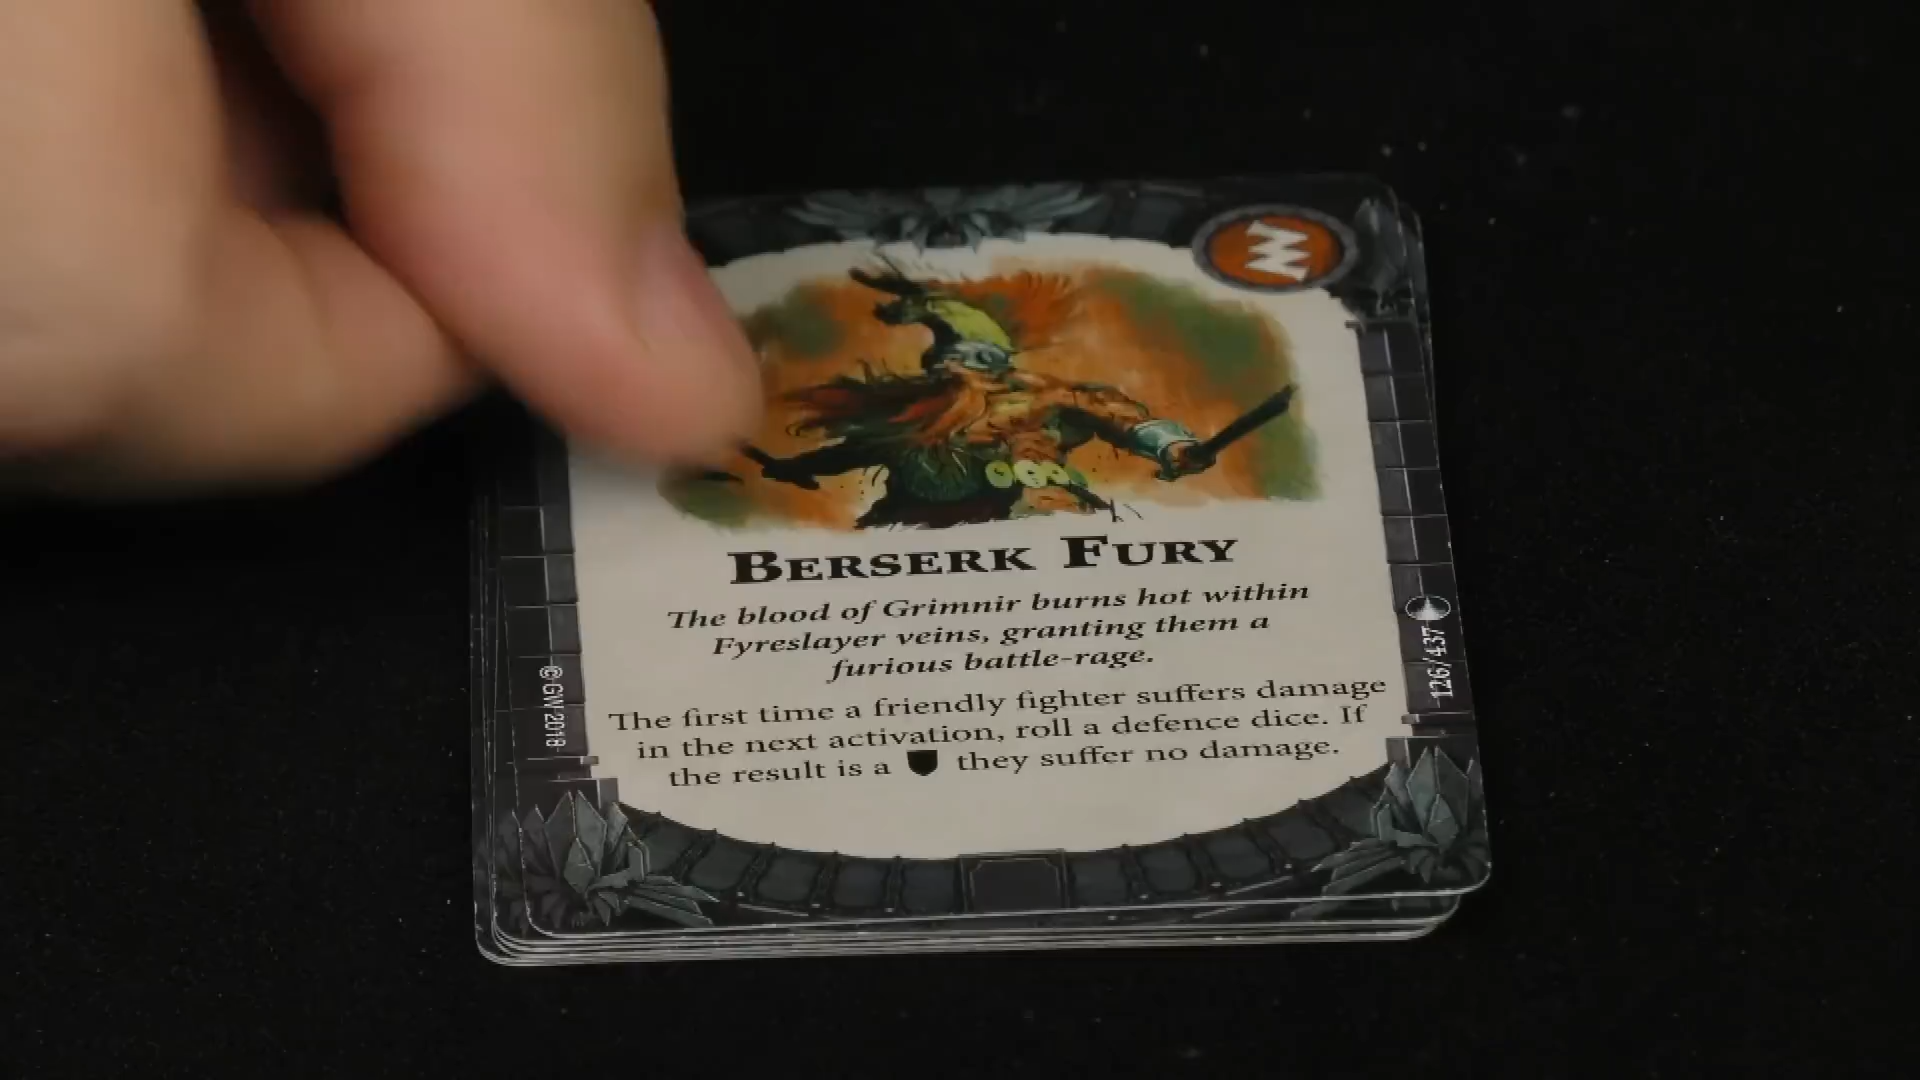 BERSERK FURY
The blood of Grimnir burns hot within
Fyreslayer veins, granting them a
furious battle-rage.
The first time a friendly fighter suffers damage
in the next activation, roll a defence dice. If
the result is a they suffer no damage.
© GW 2018
126/437